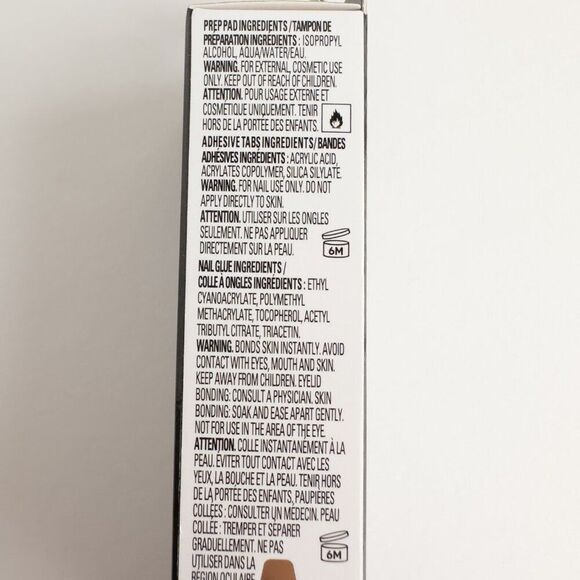 PREP PAD INGREDIENTS/TAMPON DE
PREPARATION INGREDIENTS : ISOPROPYL
ALCOHOL, AQUA/WATER/EAU.
WARNING. FOR EXTERNAL, COSMETIC USE
ONLY. KEEP OUT OF REACH OF CHILDREN.
ATTENTION. POUR USAGE EXTERNE ET
COSMÉTIQUE UNIQUEMENT. TENIR
HORS DE LA PORTÉE DES ENFANTS.
ADHESIVE TABS INGREDIENTS/BANDES
ADHÉSIVES INGRÉDIENTS : ACRYLIC ACID,
ACRYLATES COPOLYMER, SILICA SILYLATE.
WARNING. FOR NAIL USE ONLY. DO NOT
APPLY DIRECTLY TO SKIN.
ATTENTION. UTILISER SUR LES ONGLES
SEULEMENT. NE PAS APPLIQUER
DIRECTEMENT SUR LA PEAU.
6M
NAIL GLUE INGREDIENTS /
COLLE À ONGLES INGRÉDIENTS : ETHYL
CYANOACRYLATE, POLYMETHYL
METHACRYLATE, TOCOPHEROL, ACETYL
TRIBUTYL CITRATE, TRIACETIN.
WARNING. BONDS SKIN INSTANTLY. AVOID
CONTACT WITH EYES, MOUTH AND SKIN.
KEEP AWAY FROM CHILDREN. EYELID
BONDING: CONSULT A PHYSICIAN. SKIN
BONDING: SOAK AND EASE APART GENTLY.
NOT FOR USE IN THE AREA OF THE EYE.
ATTENTION. COLLE INSTANTANÉMENT À LA
PEAU. ÉVITER TOUT CONTACT AVEC LES
YEUX, LA BOUCHE ET LA PEAU. TENIR HORS
DE LA PORTÉE DES ENFANTS, PAUPIÈRES
COLLÉES : CONSULTER UN MÉDECIN. PEAU
COLLÉE : TREMPER ET SÉPARER
GRADUELLEMENT. NE PAS
UTILISER DANS LA
RÉGION OCULAIRE
6M